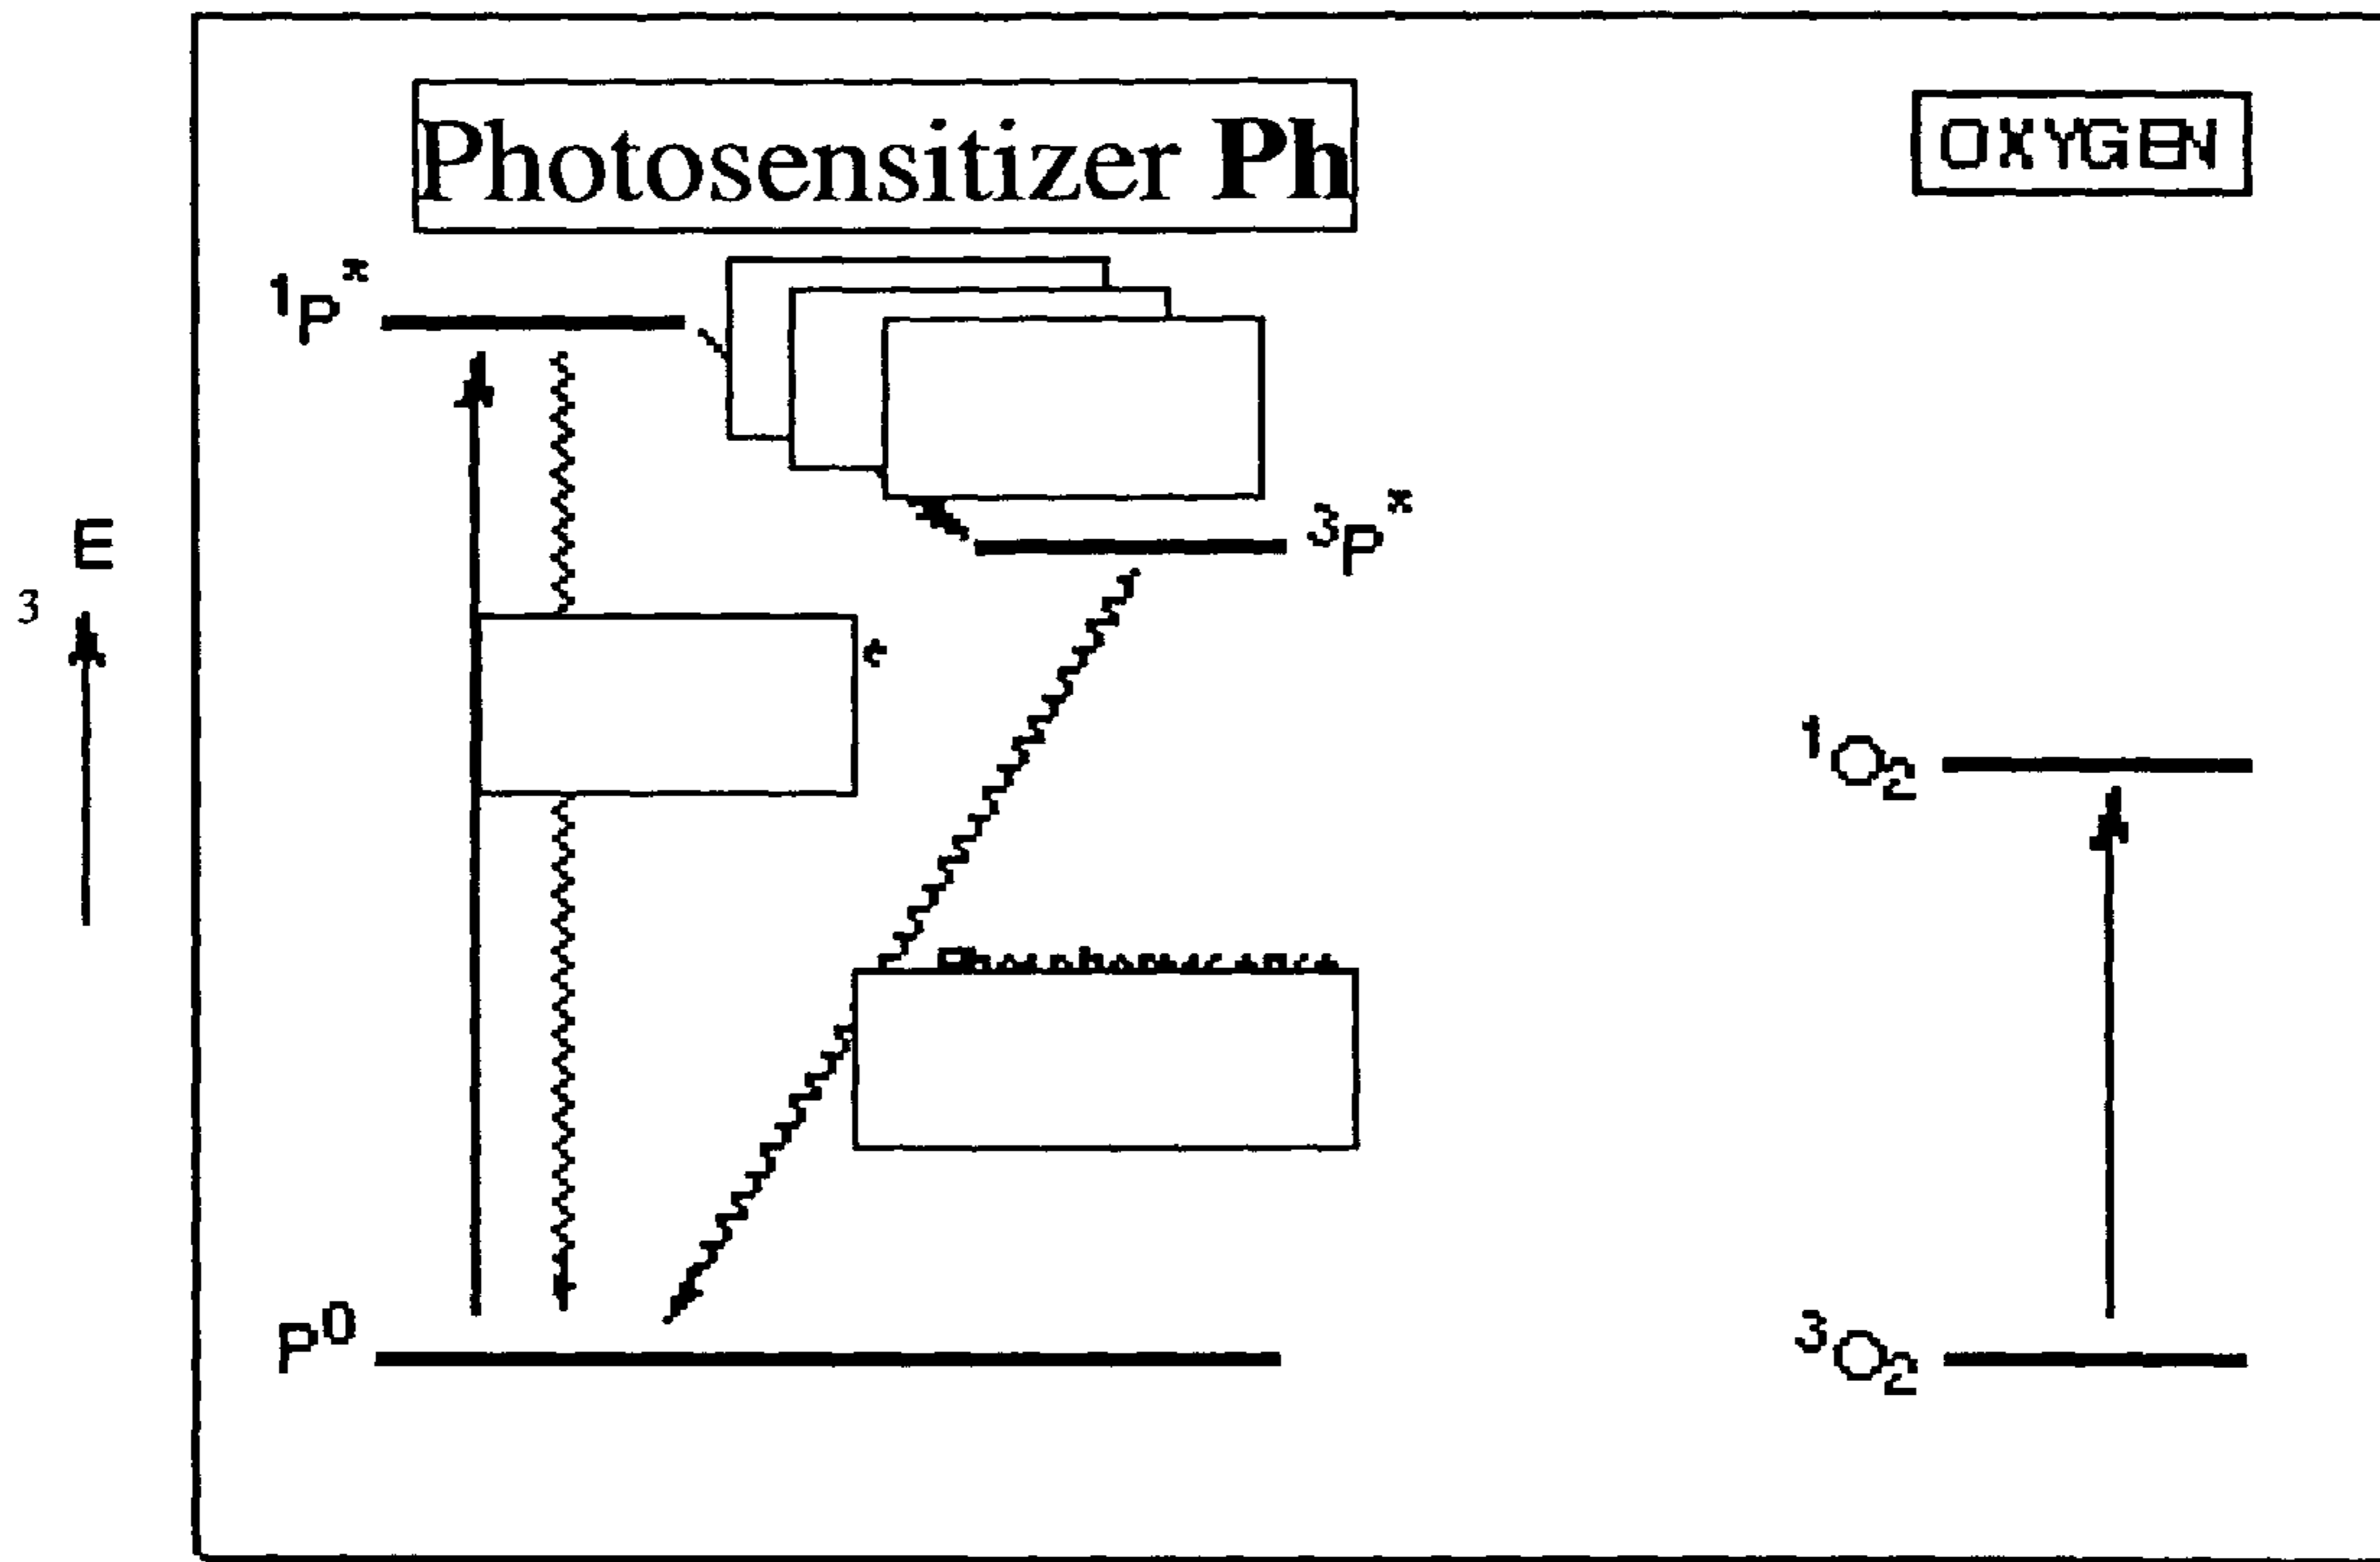 Photosensitizer Ph
OXYGEN
¹P*
³P*
E
3
¹O₂
P⁰
³O₂